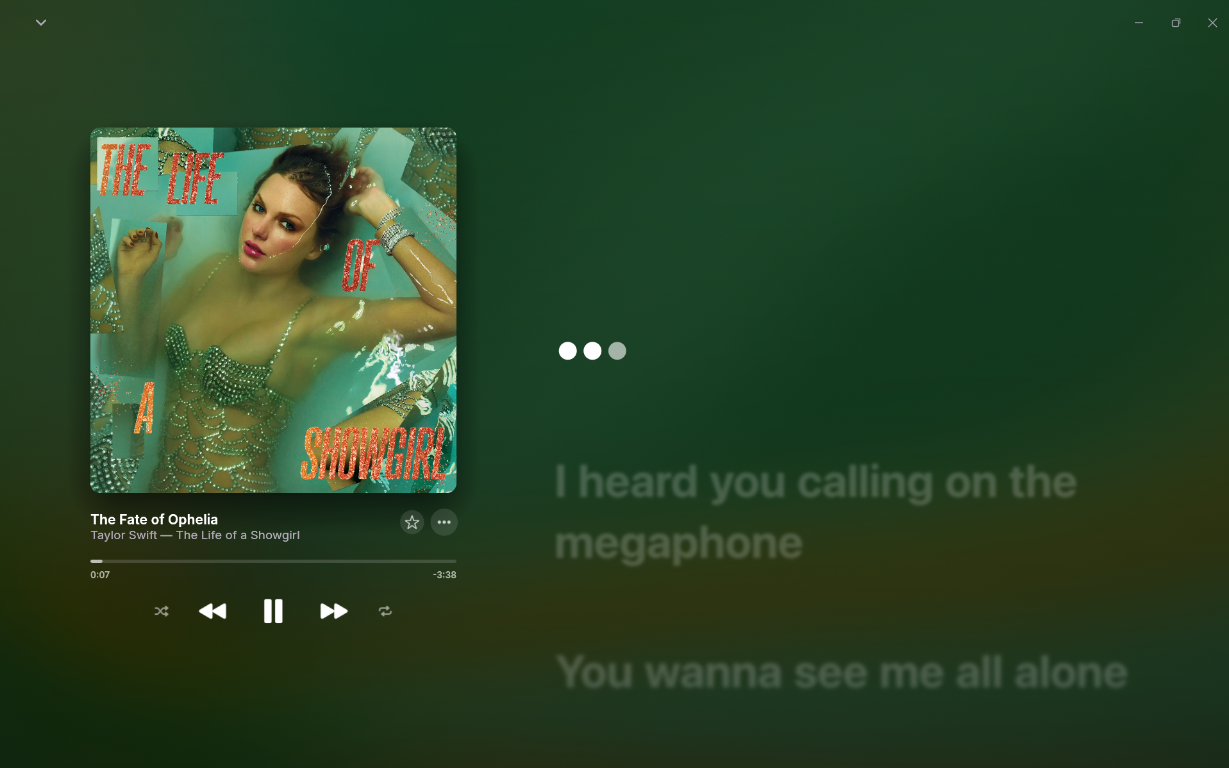 THE LIFE
OF
A
SHOWGIRL
The Fate of Ophelia
Taylor Swift — The Life of a Showgirl
0:07
-3:38
I heard you calling on the
megaphone
You wanna see me all alone